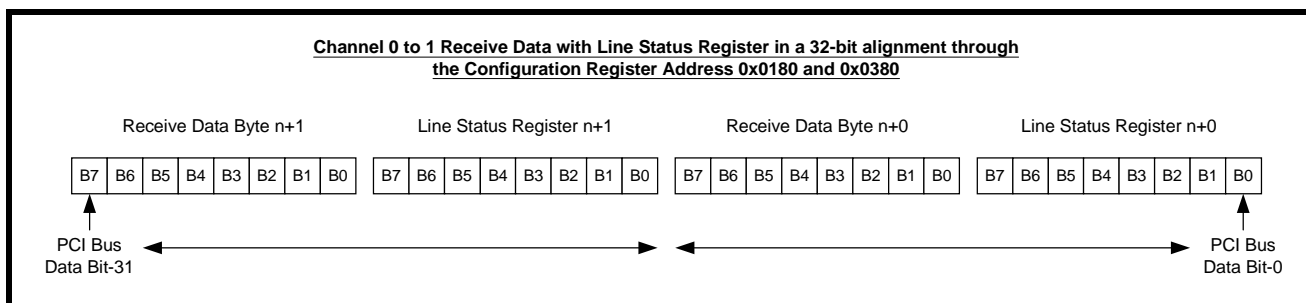 Channel 0 to 1 Receive Data with Line Status Register in a 32-bit alignment through
the Configuration Register Address 0x0180 and 0x0380
Receive Data Byte n+1 Line Status Register n+1 Receive Data Byte n+0 Line Status Register n+0
B7 B6 B5 B4 B3 B2 B1 B0 B7 B6 B5 B4 B3 B2 B1 B0 B7 B6 B5 B4 B3 B2 B1 B0 B7 B6 B5 B4 B3 B2 B1 B0
PCI Bus
Data Bit-31
PCI Bus
Data Bit-0